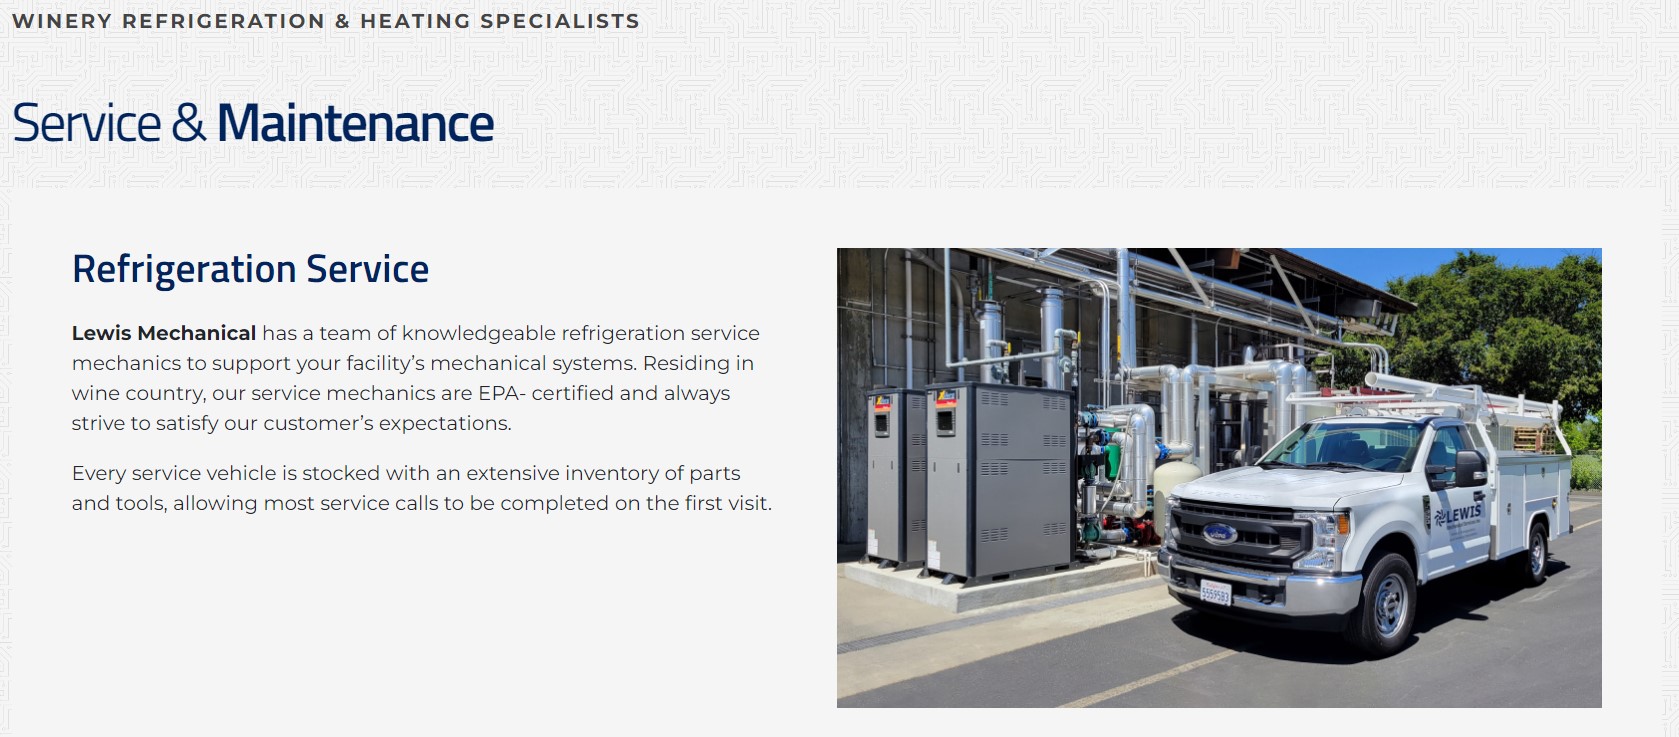 WINERY REFRIGERATION & HEATING SPECIALISTS
Service & Maintenance
Refrigeration Service
Lewis Mechanical has a team of knowledgeable refrigeration service
mechanics to support your facility’s mechanical systems. Residing in
wine country, our service mechanics are EPA- certified and always
strive to satisfy our customer’s expectations.
Every service vehicle is stocked with an extensive inventory of parts
and tools, allowing most service calls to be completed on the first visit.
Ford
LEWIS